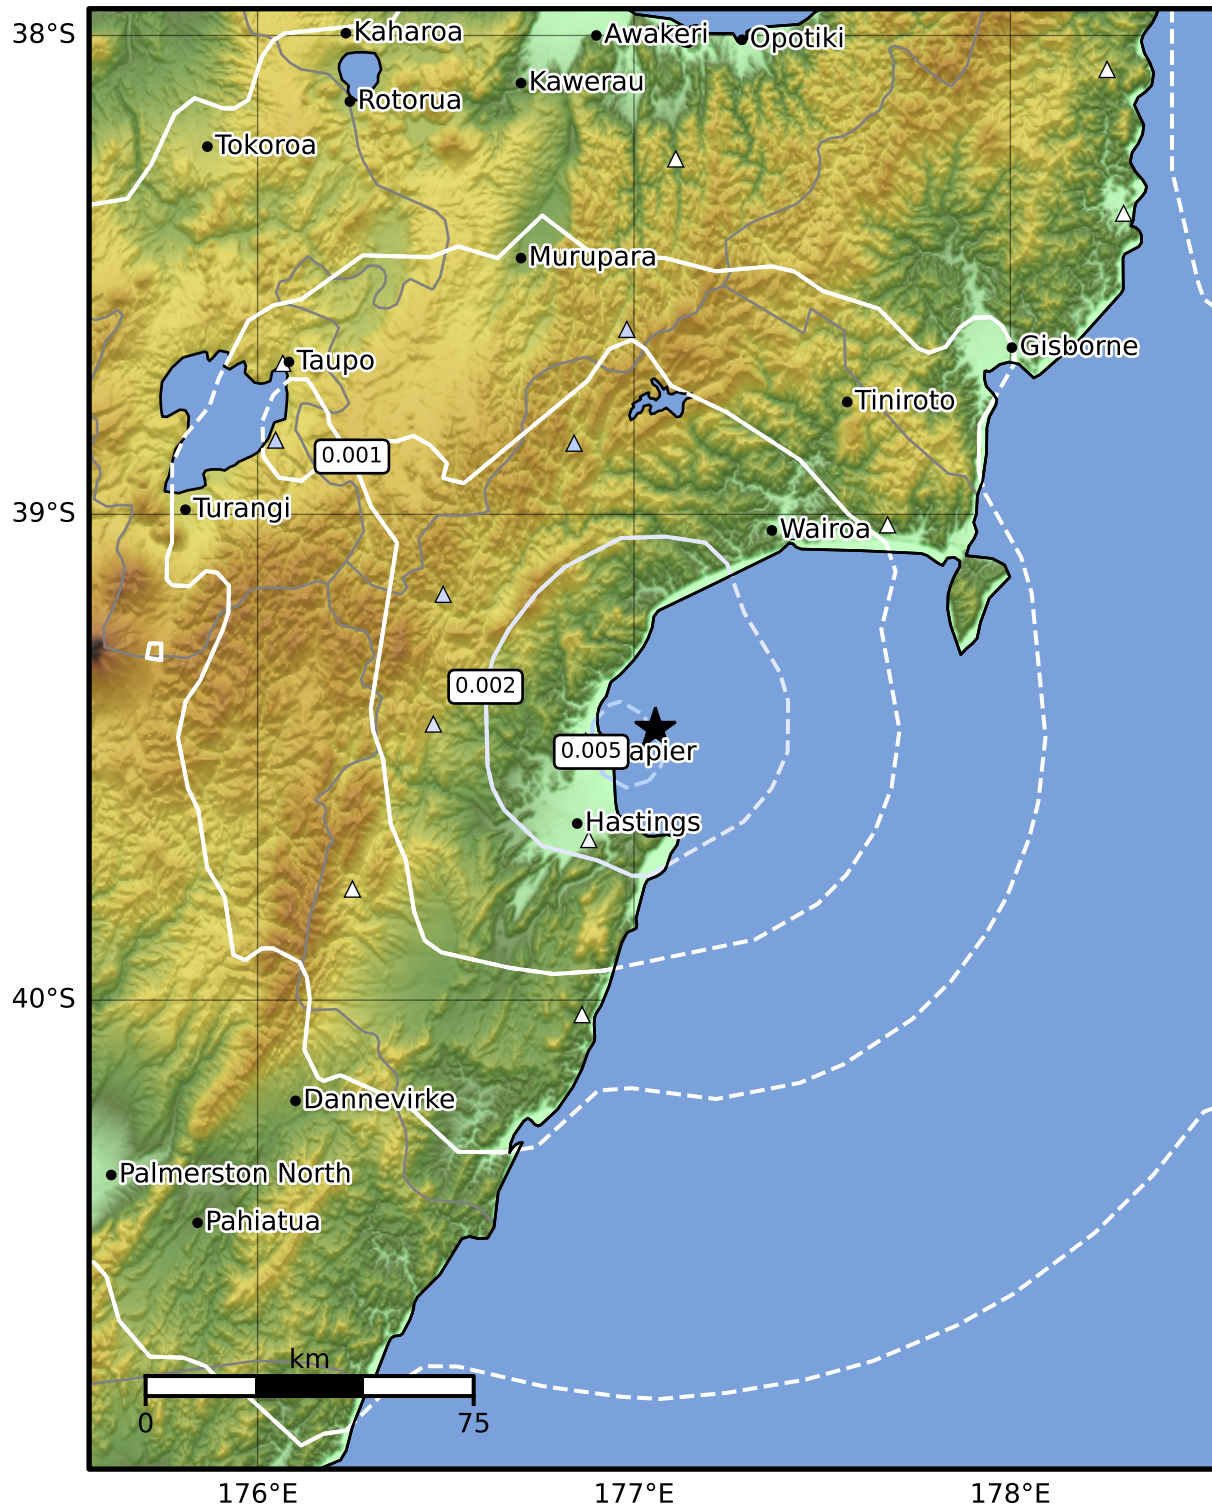 38°S
Kaharoa
Awakeri
Opotiki
Kawerau
Rotorua
Tokoroa
Murupara
Gisborne
Taupo
Tiniroto
0.001
Turangi
39°S
Wairoa
0.002
0.005
apier
Hastings
40°S
Dannevirke
Palmerston North
Pahiatua
km
0 75
176°E 177°E 178°E